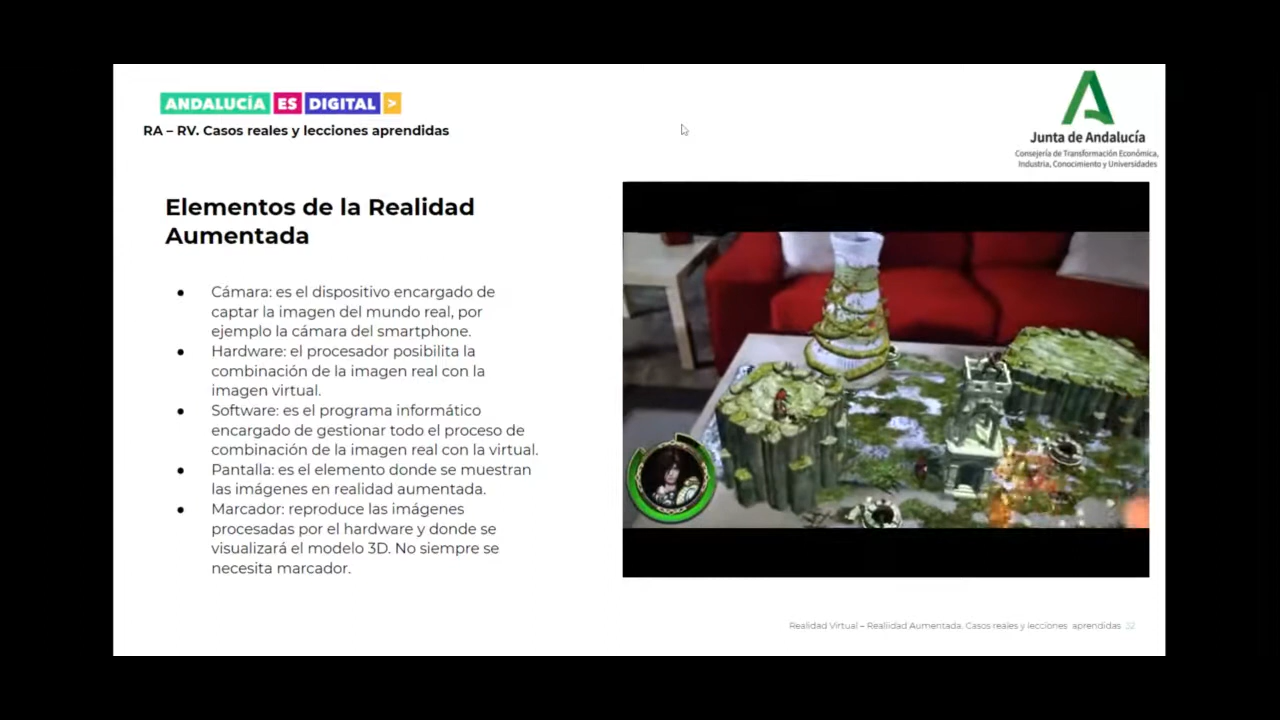 ANDALUCÍA ES DIGITAL >
RA – RV. Casos reales y lecciones aprendidas
Junta de Andalucía
Consejería de Transformación Económica,
Industria, Conocimiento y Universidades
Elementos de la Realidad
Aumentada
● Cámara: es el dispositivo encargado de
captar la imagen del mundo real, por
ejemplo la cámara del smartphone.
● Hardware: el procesador posibilita la
combinación de la imagen real con la
imagen virtual.
● Software: es el programa informático
encargado de gestionar todo el proceso de
combinación de la imagen real con la virtual.
● Pantalla: es el elemento donde se muestran
las imágenes en realidad aumentada.
● Marcador: reproduce las imágenes
procesadas por el hardware y donde se
visualizará el modelo 3D. No siempre se
necesita marcador.
Realidad Virtual – Realiidad Aumentada. Casos reales y lecciones aprendidas 32